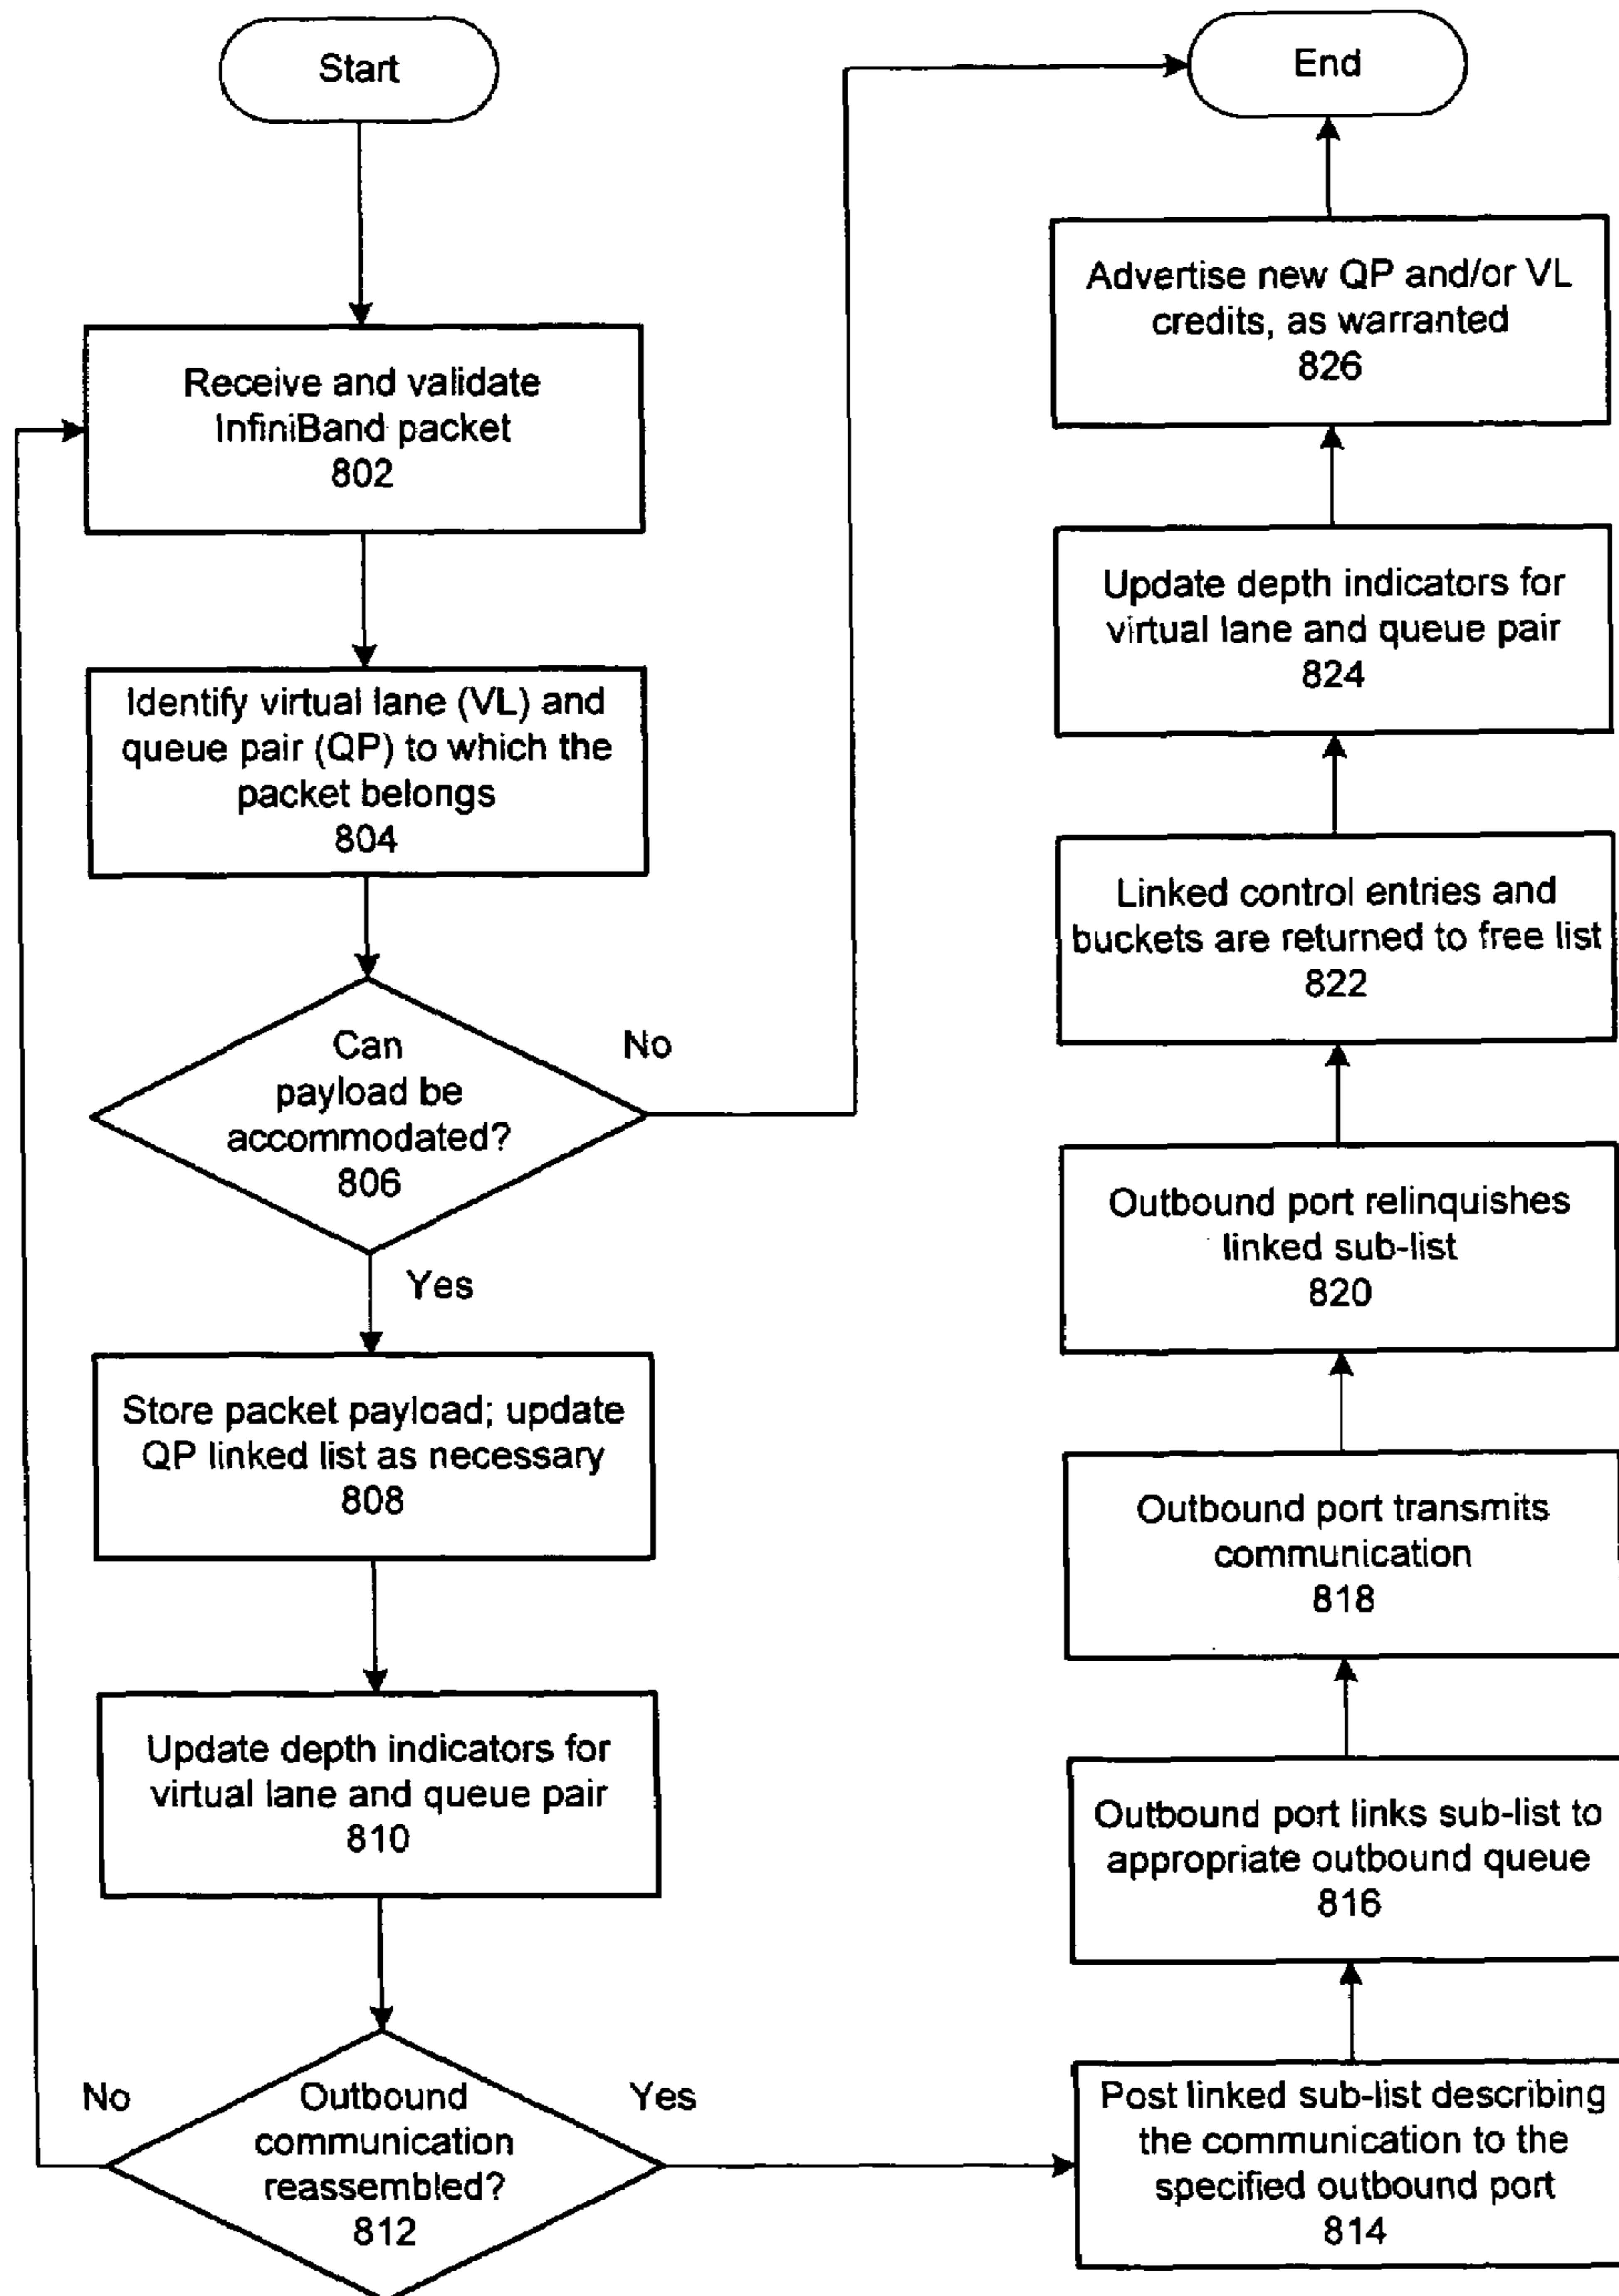 Start
Receive and validate
InfiniBand packet
802
Identify virtual lane (VL) and
queue pair (QP) to which the
packet belongs
804
Can
payload be
accommodated?
806
No
Yes
Store packet payload; update
QP linked list as necessary
808
Update depth indicators for
virtual lane and queue pair
810
Outbound
communication
reassembled?
812
No
Yes
Post linked sub-list describing
the communication to the
specified outbound port
814
Outbound port links sub-list to
appropriate outbound queue
816
Outbound port transmits
communication
818
Outbound port relinquishes
linked sub-list
820
Linked control entries and
buckets are returned to free list
822
Update depth indicators for
virtual lane and queue pair
824
Advertise new QP and/or VL
credits, as warranted
826
End